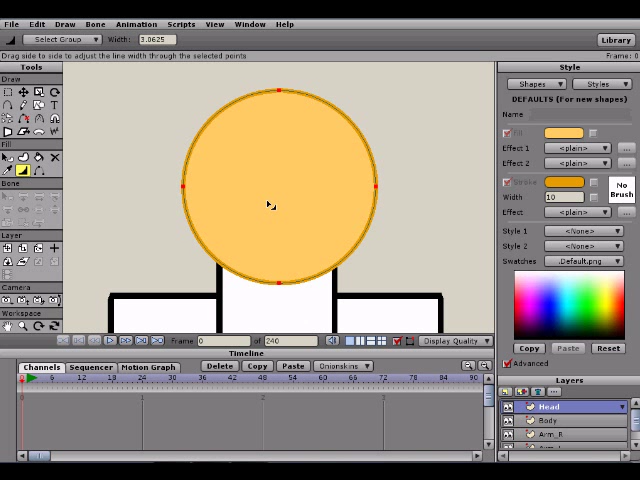 File Edit Draw Bone Animation Scripts View Window Help
Select Group Width: 3.0625 Library
Drag side to side to adjust the line width through the selected points Frame: 0
Tools
Draw
Fill
Bone
Layer
Camera
Workspace
Style
Shapes Styles
DEFAULTS (For new shapes)
Name
Fill
Effect 1 <plain> ...
Effect 2 <plain> ...
Stroke
No Brush
Width 10
Effect <plain> ...
Style 1 <None>
Style 2 <None>
Swatches .Default.png
Copy Paste Reset
Advanced
Layers
Head
Body
Arm_R
Frame 0 of 240 Display Quality
Timeline
Channels Sequencer Motion Graph Delete Copy Paste Onionskins
0 6 12 18 24 30 36 42 48 54 60 66 72 78 84 90
0 1 2 3